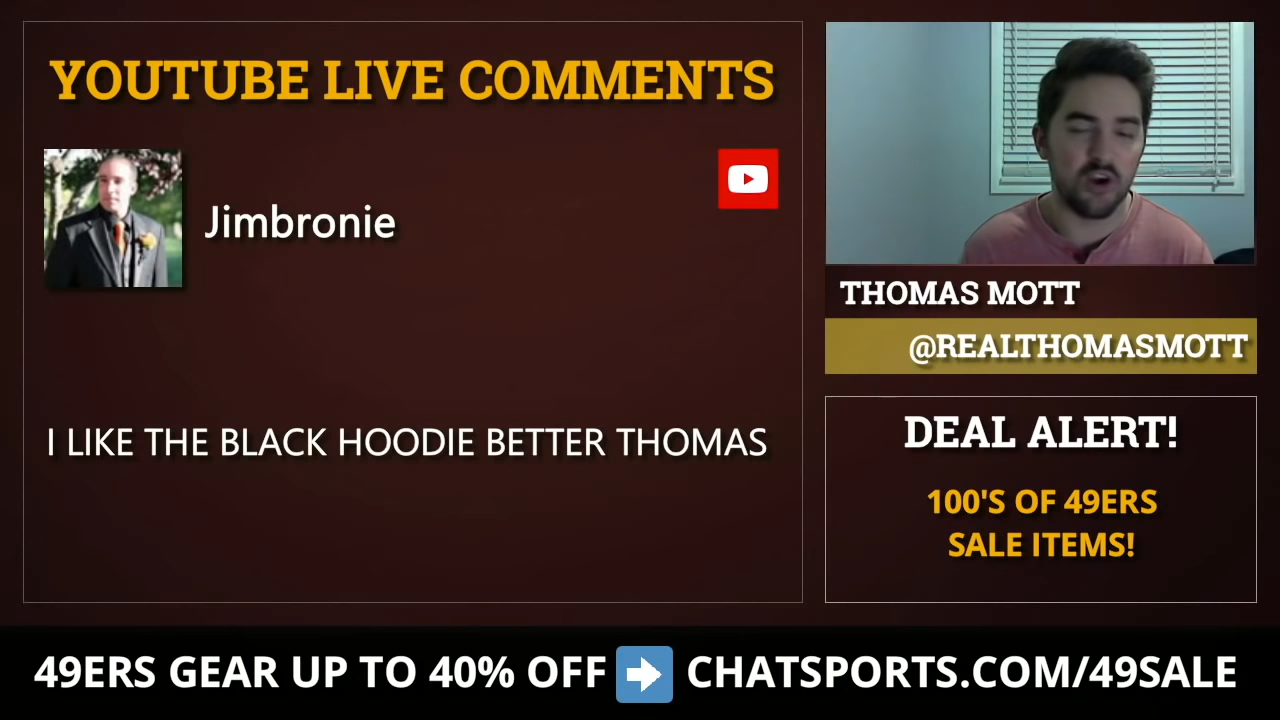 YOUTUBE LIVE COMMENTS
Jimbronie
I LIKE THE BLACK HOODIE BETTER THOMAS
THOMAS MOTT
@REALTHOMASMOTT
DEAL ALERT!
100'S OF 49ERS
SALE ITEMS!
49ERS GEAR UP TO 40% OFF ➡ CHATSPORTS.COM/49SALE